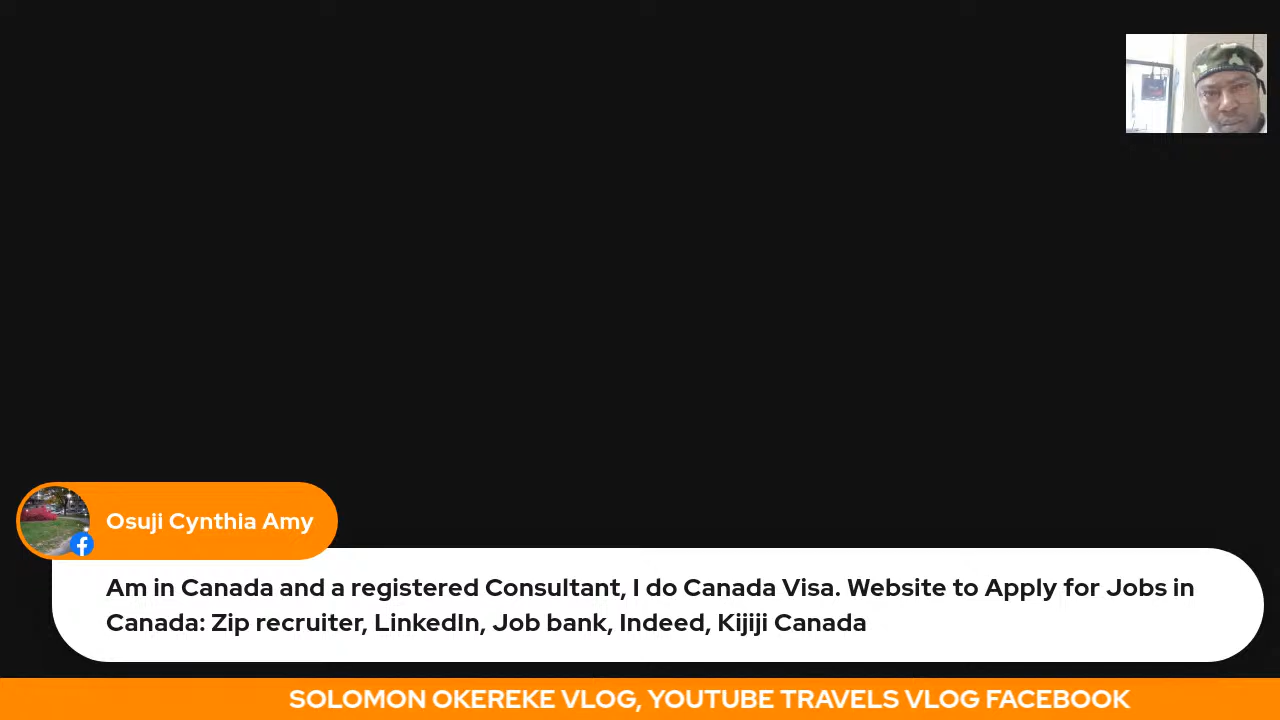 Osuji Cynthia Amy
Am in Canada and a registered Consultant, I do Canada Visa. Website to Apply for Jobs in
Canada: Zip recruiter, LinkedIn, Job bank, Indeed, Kijiji Canada
SOLOMON OKEREKE VLOG, YOUTUBE TRAVELS VLOG FACEBOOK